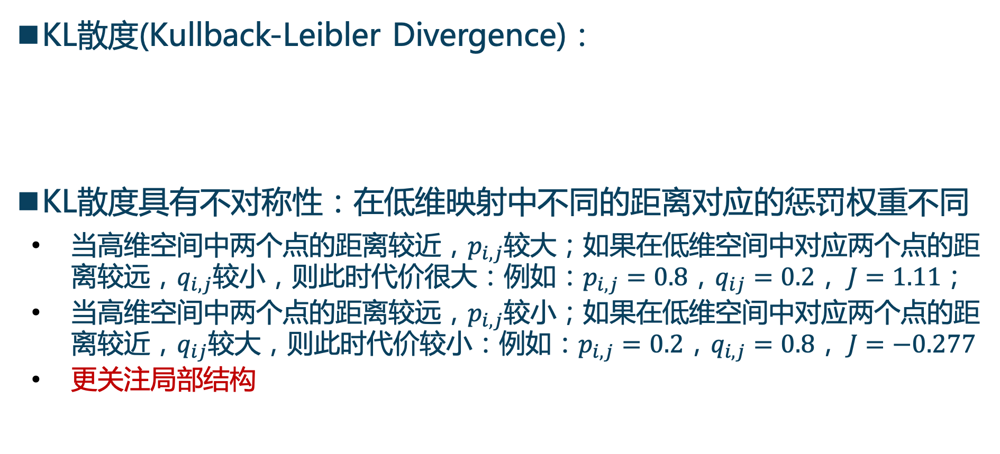 ■KL散度(Kullback-Leibler Divergence)：
■KL散度具有不对称性：在低维映射中不同的距离对应的惩罚权重不同
• 当高维空间中两个点的距离较近，p_{i,j}较大；如果在低维空间中对应两个点的距
离较远，q_{i,j}较小，则此时代价很大：例如：p_{i,j} = 0.8，q_{ij} = 0.2，J = 1.11；
• 当高维空间中两个点的距离较远，p_{i,j}较小；如果在低维空间中对应两个点的距
离较近，q_{ij}较大，则此时代价较小：例如：p_{i,j} = 0.2，q_{i,j} = 0.8，J = −0.277
• 更关注局部结构